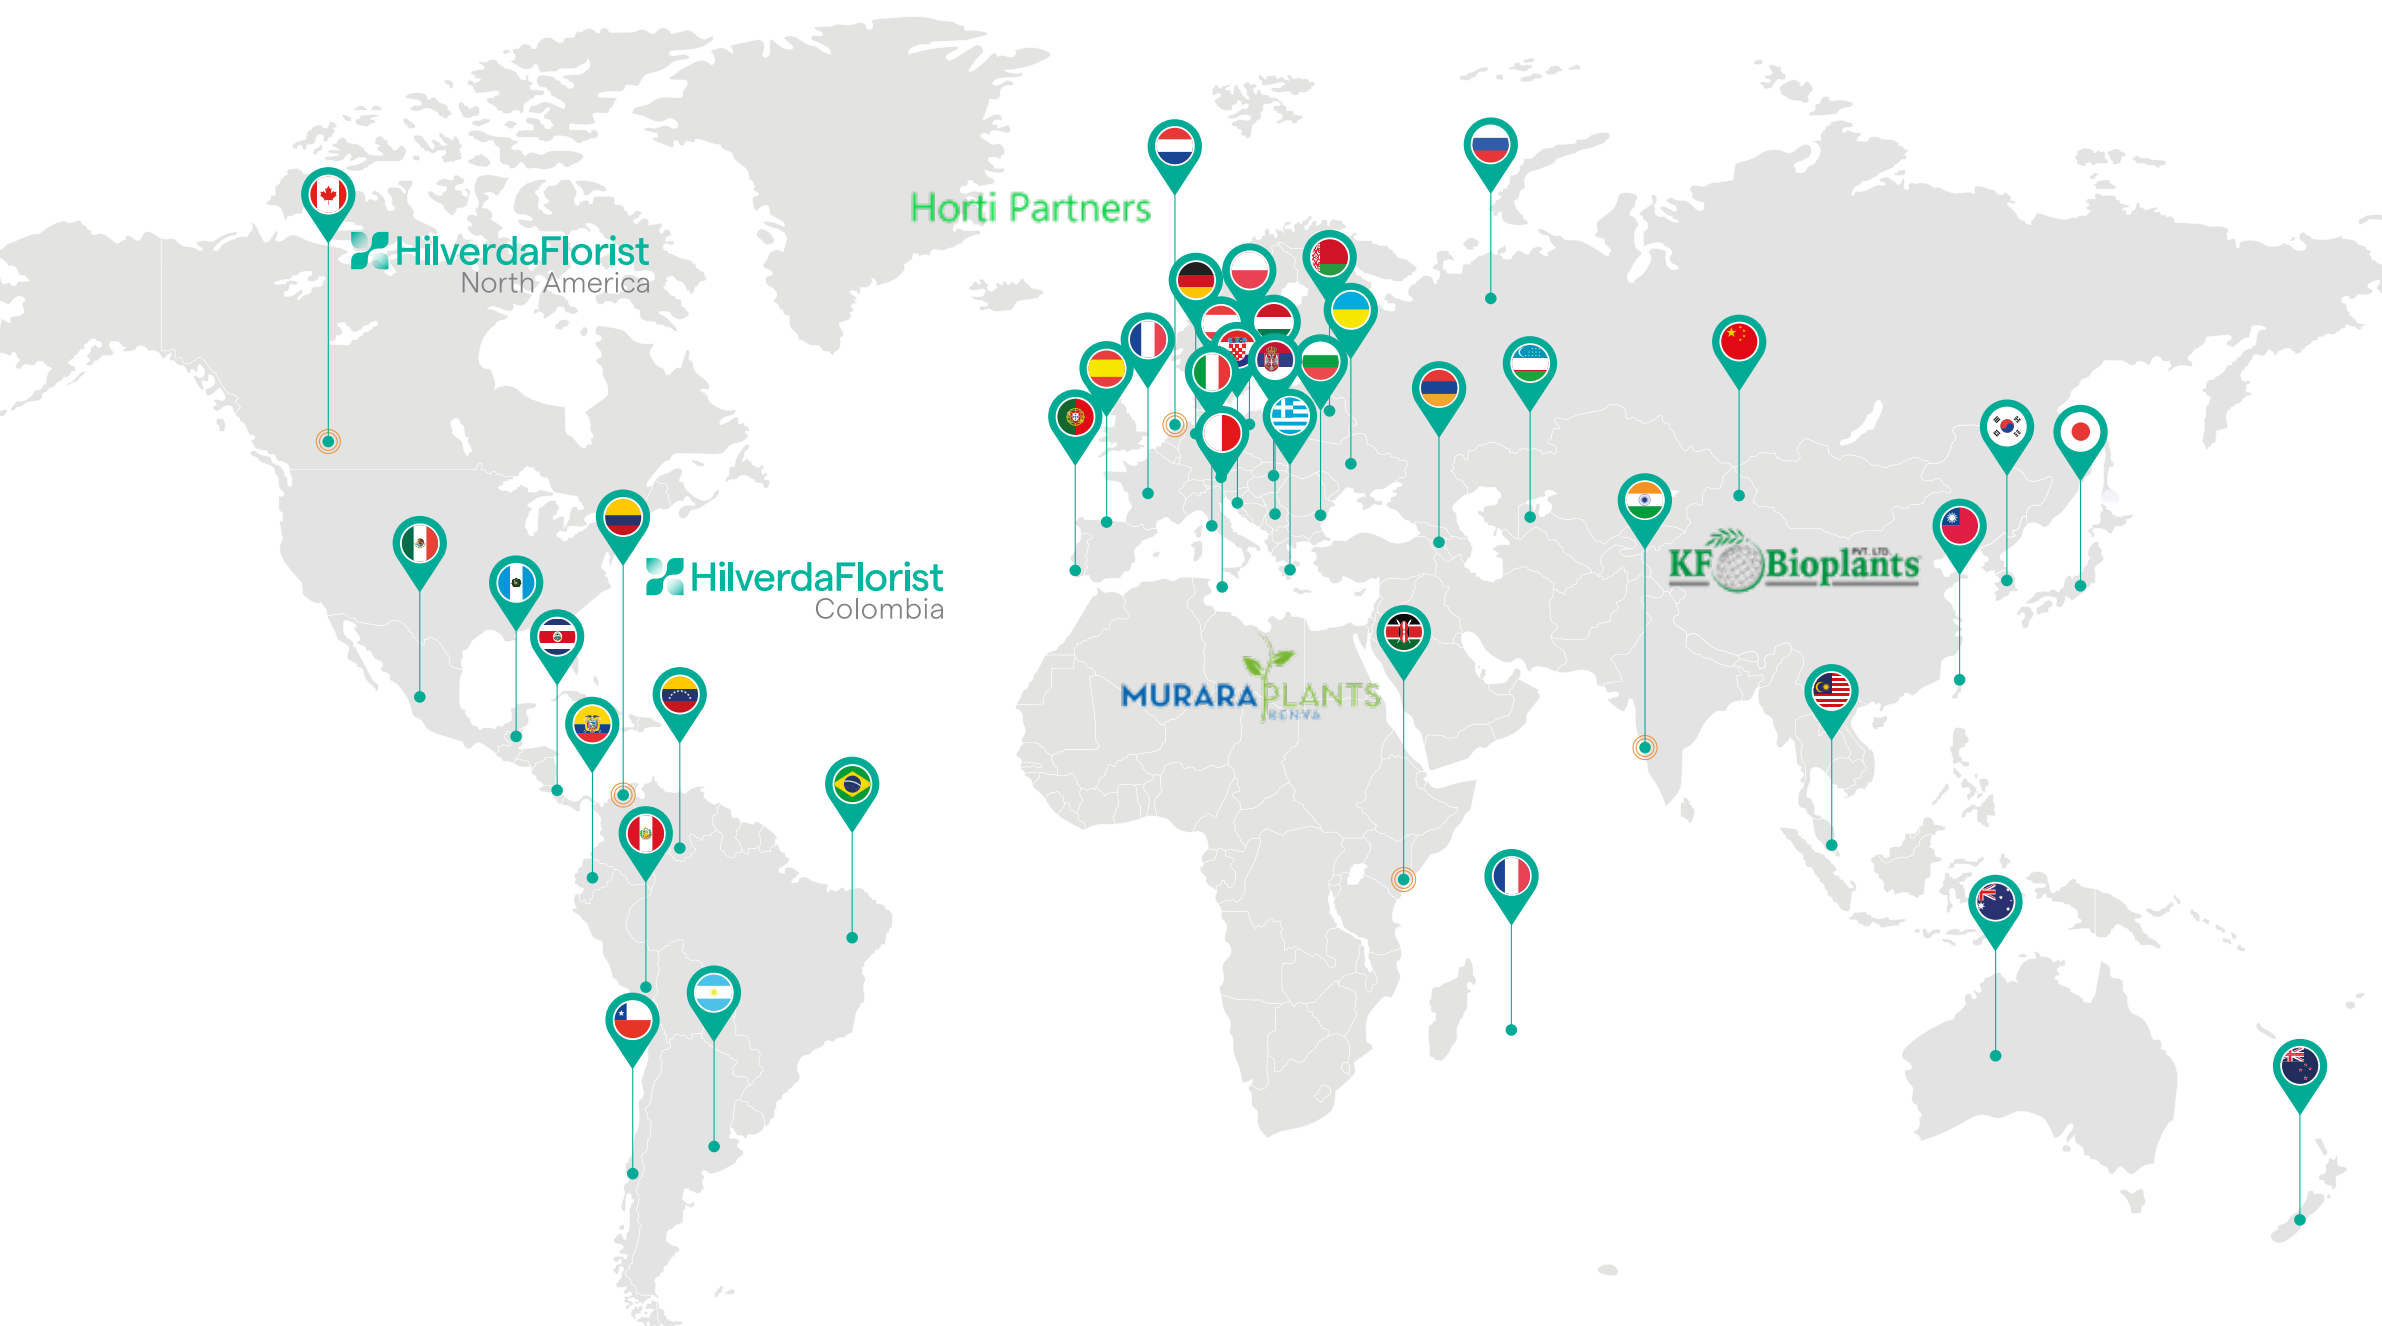 Horti Partners
HilverdaFlorist
North America
HilverdaFlorist
Colombia
KF Bioplants
PVT. LTD.
MURARA PLANTS
KENYA